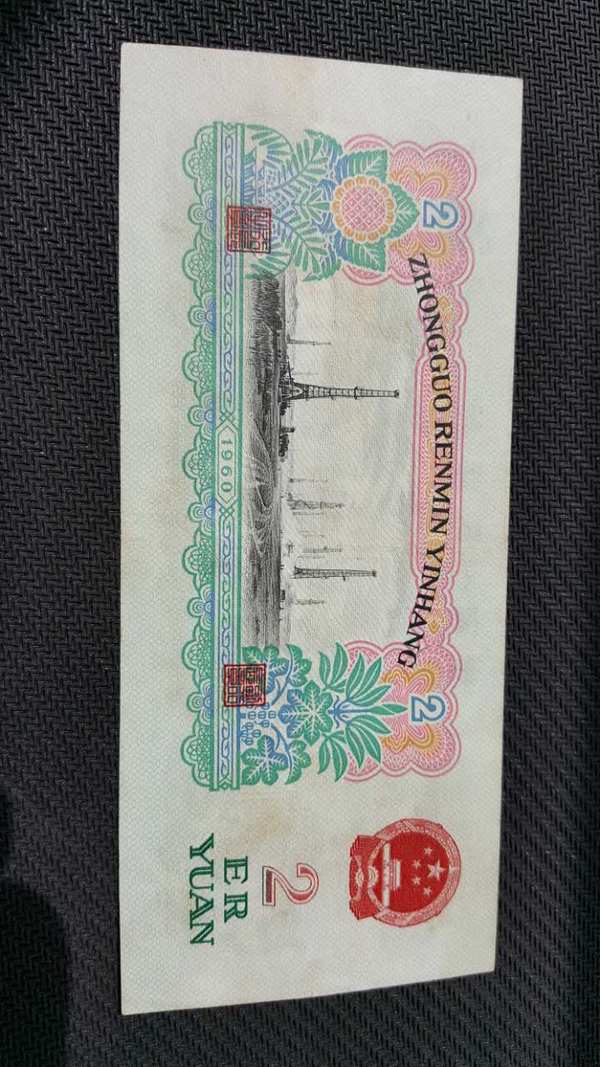 2
ZHONGGUO RENMIN YINHANG
2
1960
2
ER
YUAN